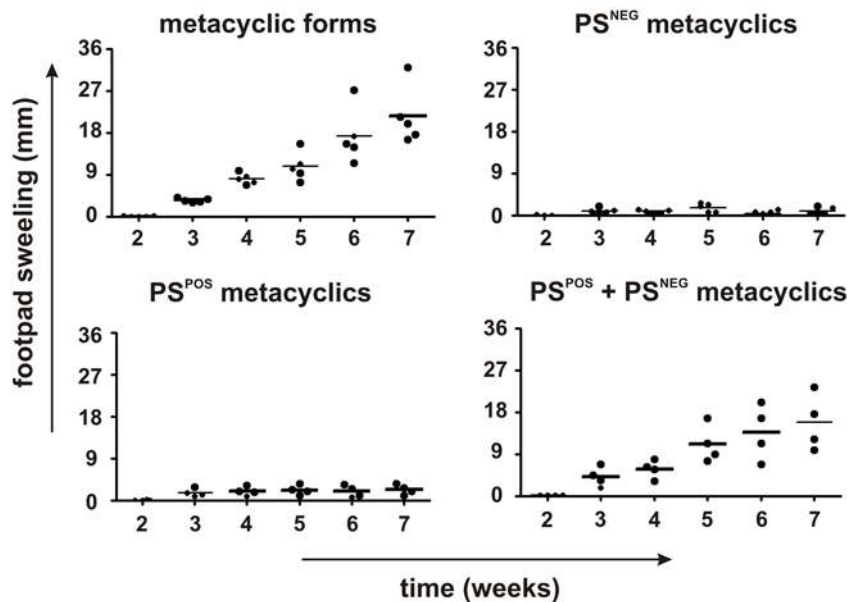 metacyclic forms
36
27
18
9
0
2 3 4 5 6 7
PS^NEG metacyclics
36
27
18
9
0
2 3 4 5 6 7
PS^POS metacyclics
36
27
18
9
0
2 3 4 5 6 7
PS^POS + PS^NEG metacyclics
36
27
18
9
0
2 3 4 5 6 7
footpad sweeling (mm)
time (weeks)